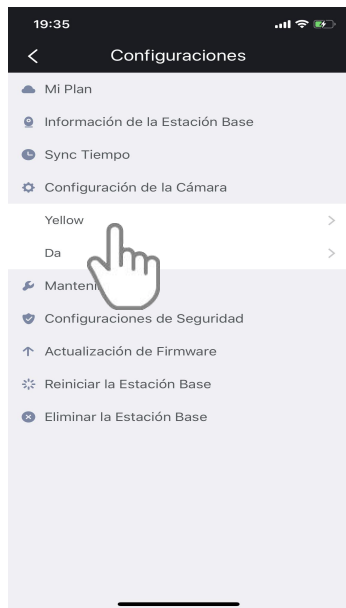 19:35
Configuraciones
Mi Plan
Información de la Estación Base
Sync Tiempo
Configuración de la Cámara
Yellow
Da
Configuraciones de Seguridad
Actualización de Firmware
Reiniciar la Estación Base
Eliminar la Estación Base